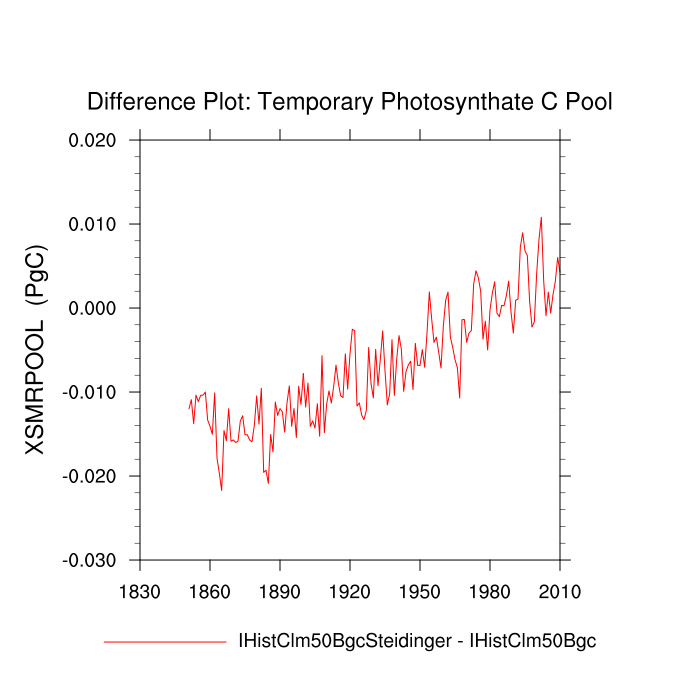 Difference Plot: Temporary Photosynthate C Pool
0.020
0.010
0.000
-0.010
-0.020
-0.030
XSMRPOOL (PgC)
1830 1860 1890 1920 1950 1980 2010
IHistClm50BgcSteidinger - IHistClm50Bgc